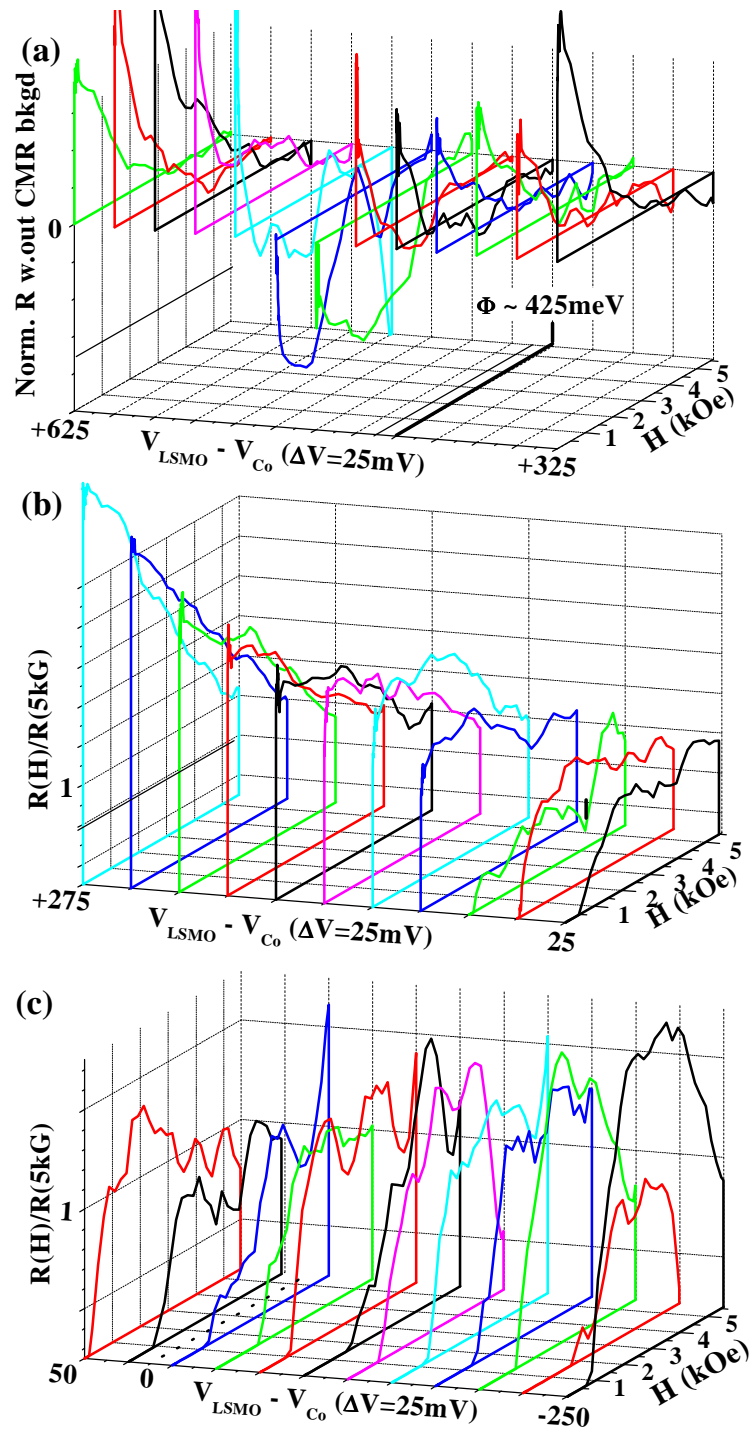 (a)
Norm. R w.out CMR bkgd
0
Φ ~ 425meV
+625
V_LSMO - V_Co (ΔV=25mV)
+325
1 2 3 4 5
H (kOe)
(b)
R(H)/R(5kG)
1
+275
V_LSMO - V_Co (ΔV=25mV)
25
1 2 3 4 5
H (kOe)
(c)
R(H)/R(5kG)
1
50
0
V_LSMO - V_Co (ΔV=25mV)
-250
1 2 3 4 5
H (kOe)